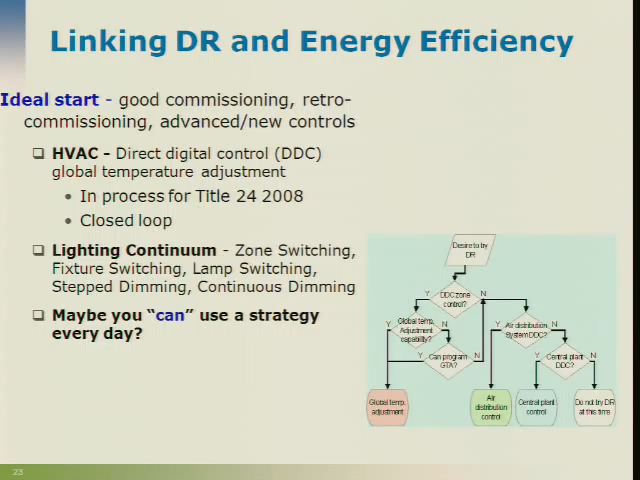 Linking DR and Energy Efficiency
Ideal start - good commissioning, retro-
commissioning, advanced/new controls
❑ HVAC - Direct digital control (DDC)
global temperature adjustment
• In process for Title 24 2008
• Closed loop
❑ Lighting Continuum - Zone Switching,
Fixture Switching, Lamp Switching,
Stepped Dimming, Continuous Dimming
❑ Maybe you "can" use a strategy
every day?
Desire to try
DR
Y
DDC zone
control?
N
Y
Global temp.
Adjustment
capability?
N
Y
Air distribution
System DDC?
N
Y
Can program
GTA?
N
Y
Central plant
DDC?
N
Global temp.
adjustment
Air
distribution
control
Central plant
control
Do not try DR
at this time
23